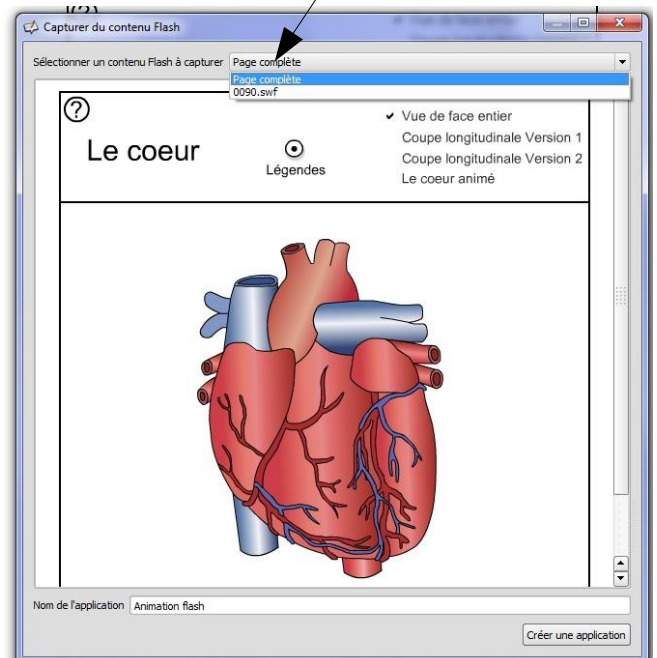 Capturer du contenu Flash
Sélectionner un contenu Flash à capturer Page complète
Page complète
0090.swf
?
Vue de face entier
Coupe longitudinale Version 1
Le coeur
Coupe longitudinale Version 2
Légendes
Le coeur animé
Nom de l'application Animation flash
Créer une application